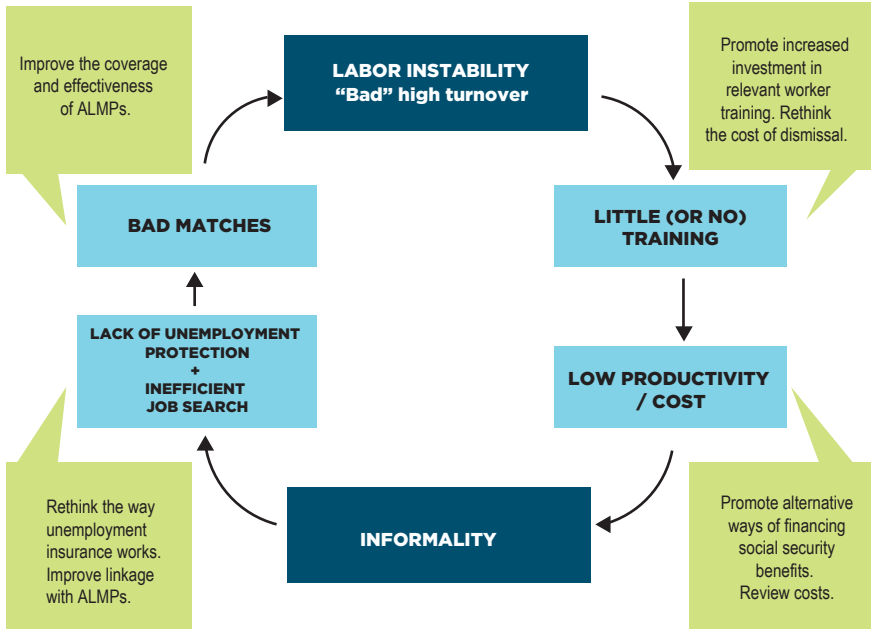 Improve the coverage
and effectiveness
of ALMPs.
LABOR INSTABILITY
“Bad” high turnover
Promote increased
investment in
relevant worker
training. Rethink
the cost of dismissal.
BAD MATCHES
LITTLE (OR NO)
TRAINING
LACK OF UNEMPLOYMENT
PROTECTION
+
INEFFICIENT
JOB SEARCH
LOW PRODUCTIVITY
/ COST
Rethink the way
unemployment
insurance works.
Improve linkage
with ALMPs.
INFORMALITY
Promote alternative
ways of financing
social security
benefits.
Review costs.